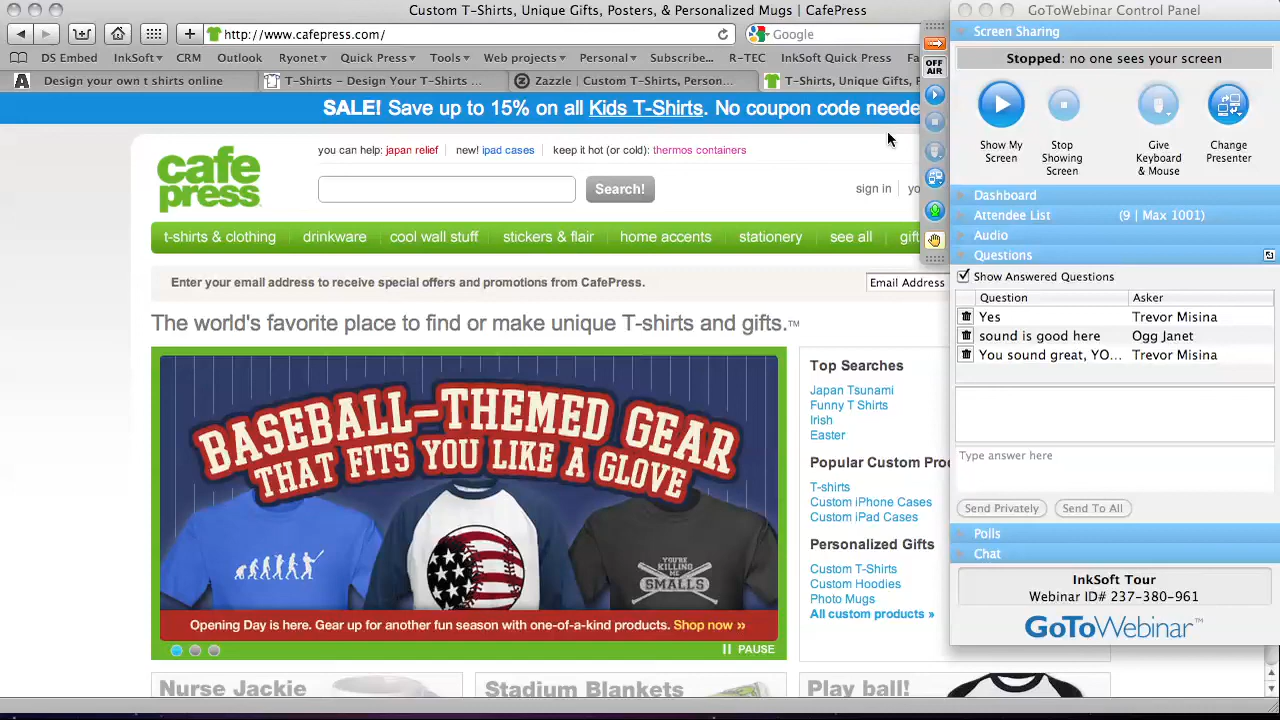 Custom T-Shirts, Unique Gifts, Posters, & Personalized Mugs | CafePress
http://www.cafepress.com/
Google
DS Embed InkSoft Ryonet CRM Outlook Quick Press Tools Web projects Personal Subscribe... R-TEC InkSoft Quick Press
Design your own t shirts online
T-Shirts – Design Your T-Shirts ...
Zazzle | Custom T-Shirts, Person...
T-Shirts, Unique Gifts,
SALE! Save up to 15% on all Kids T-Shirts. No coupon code neede
cafe
press
you can help: japan relief
new! ipad cases
keep it hot (or cold): thermos containers
Search!
sign in
yo
t-shirts & clothing
drinkware
cool wall stuff
stickers & flair
home accents
stationery
see all
gift
Enter your email address to receive special offers and promotions from CafePress.
Email Address
The world's favorite place to find or make unique T-shirts and gifts.™
BASEBALL-THEMED GEAR
THAT FITS YOU LIKE A GLOVE
YOU'RE
KILLING ME
SMALLS
Opening Day is here. Gear up for another fun season with one-of-a-kind products. Shop now »
PAUSE
Top Searches
Japan Tsunami
Funny T Shirts
Irish
Easter
Popular Custom Pro
T-shirts
Custom iPhone Cases
Custom iPad Cases
Personalized Gifts
Custom T-Shirts
Custom Hoodies
Photo Mugs
All custom products »
Nurse Jackie
Stadium Blankets
Play ball!
OFF
AIR
GoToWebinar Control Panel
Screen Sharing
Stopped: no one sees your screen
Show My
Screen
Stop
Showing
Screen
Give
Keyboard
& Mouse
Change
Presenter
Dashboard
Attendee List (9 | Max 1001)
Audio
Questions
Show Answered Questions
Question Asker
Yes Trevor Misina
sound is good here Ogg Janet
You sound great, YO... Trevor Misina
Type answer here
Send Privately
Send To All
Polls
Chat
InkSoft Tour
Webinar ID# 237-380-961
GoToWebinar™